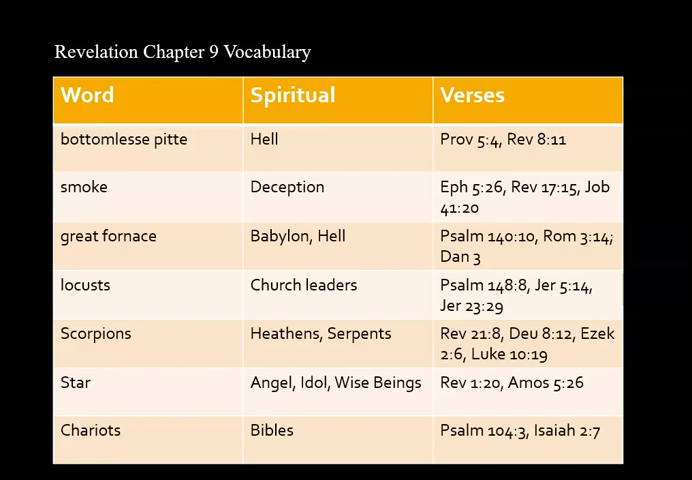 Revelation Chapter 9 Vocabulary
Word Spiritual Verses
bottomlesse pitte Hell Prov 5:4, Rev 8:11
smoke Deception Eph 5:26, Rev 17:15, Job
41:20
great fornace Babylon, Hell Psalm 140:10, Rom 3:14;
Dan 3
locusts Church leaders Psalm 148:8, Jer 5:14,
Jer 23:29
Scorpions Heathens, Serpents Rev 21:8, Deu 8:12, Ezek
2:6, Luke 10:19
Star Angel, Idol, Wise Beings Rev 1:20, Amos 5:26
Chariots Bibles Psalm 104:3, Isaiah 2:7